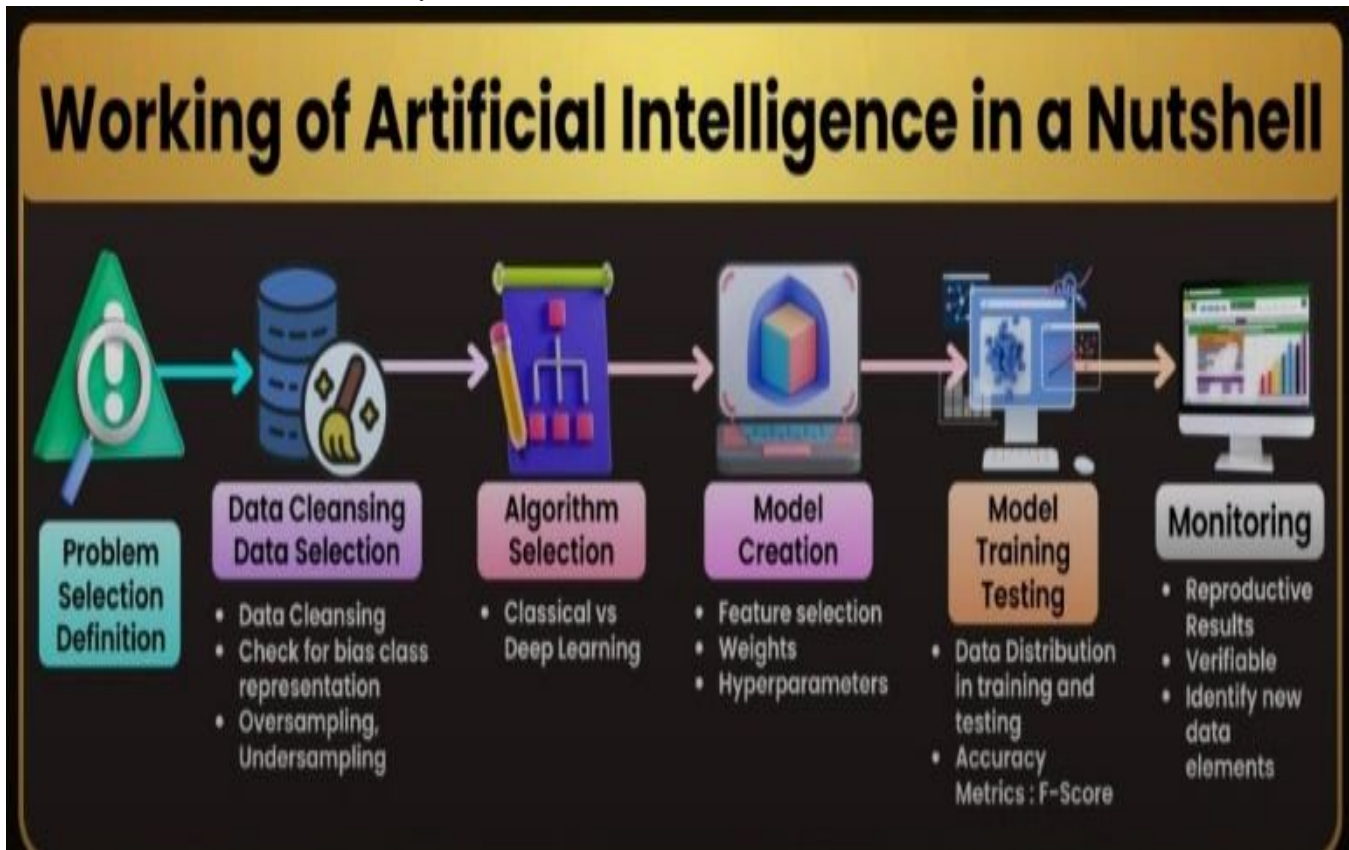 Working of Artificial Intelligence in a Nutshell
Problem
Selection
Definition
Data Cleansing
Data Selection
• Data Cleansing
• Check for bias class
representation
• Oversampling,
Undersampling
Algorithm
Selection
• Classical vs
Deep Learning
Model
Creation
• Feature selection
• Weights
• Hyperparameters
Model
Training
Testing
• Data Distribution
in training and
testing
• Accuracy
Metrics : F-Score
Monitoring
• Reproductive
Results
• Verifiable
• Identify new
data
elements